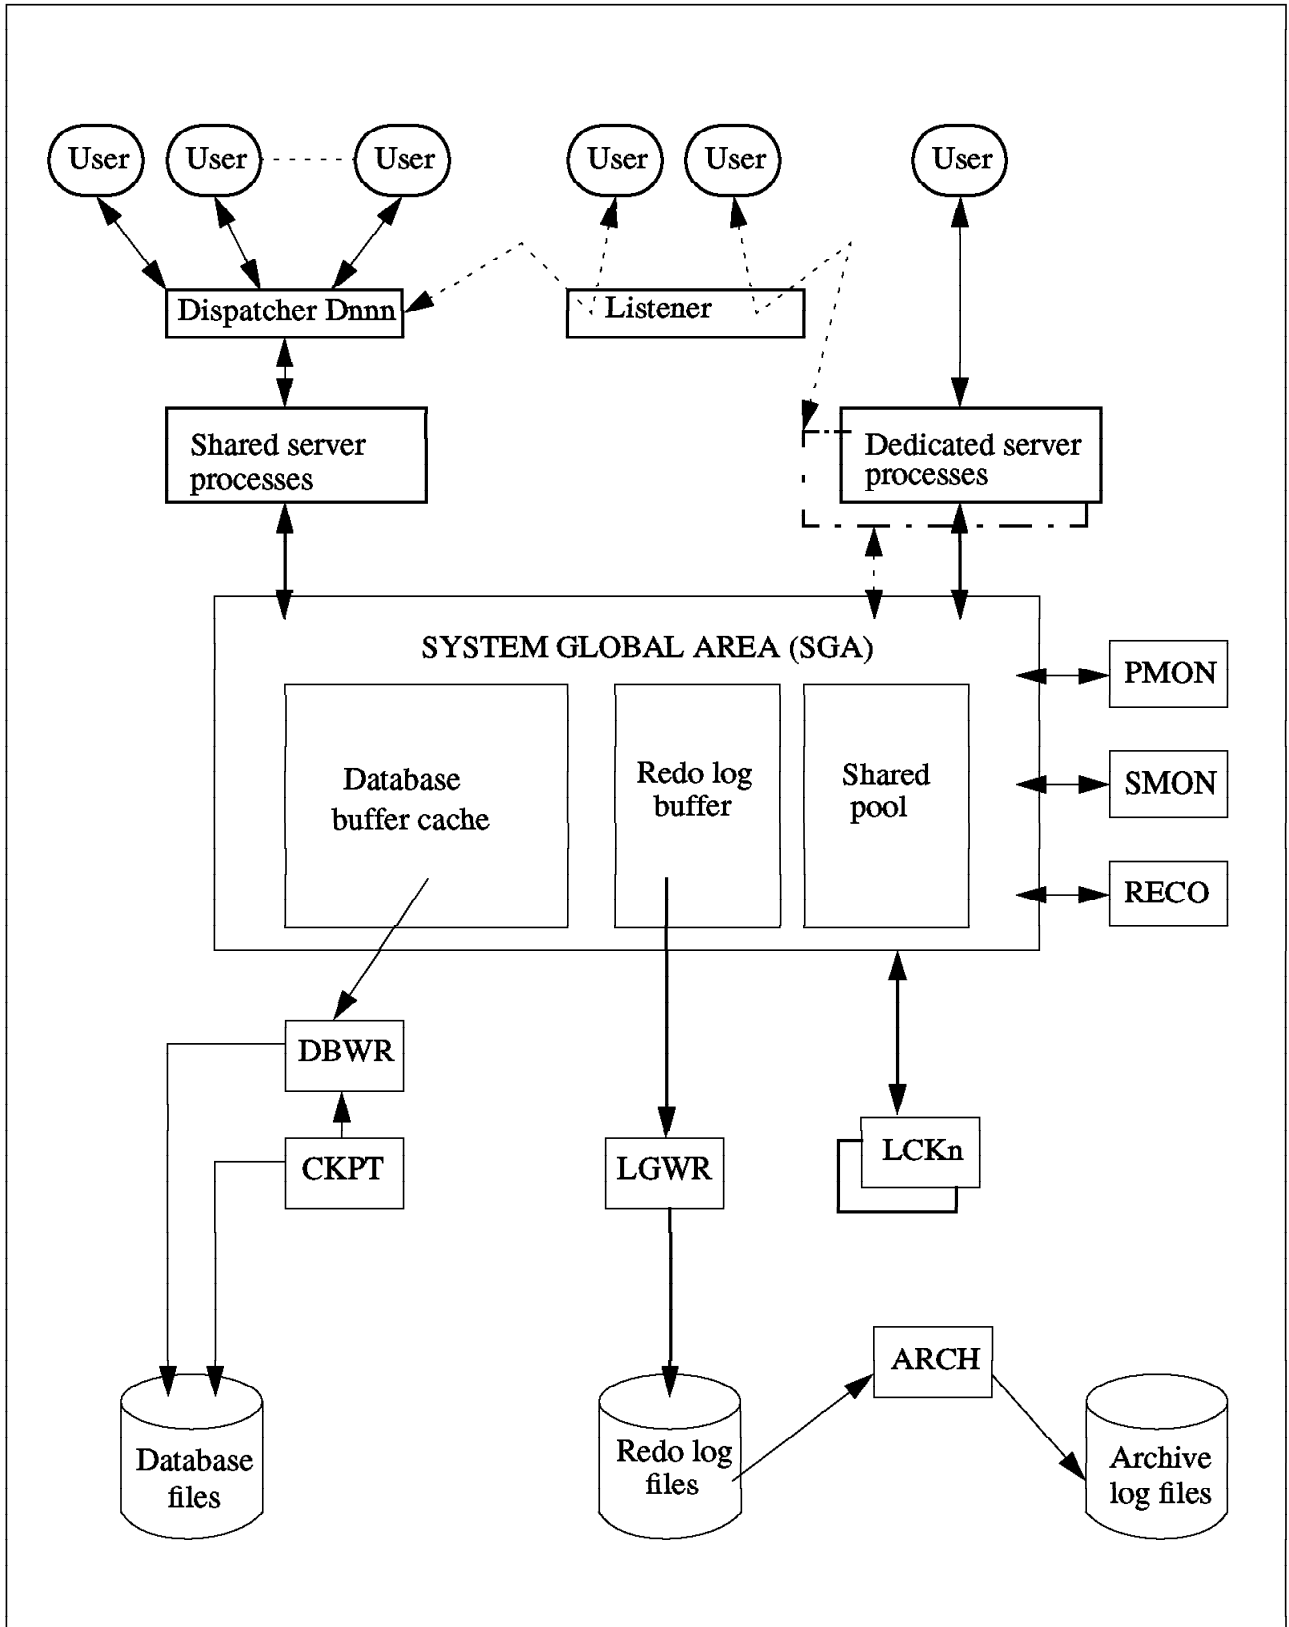 User
User
User
User
User
User
Dispatcher Dnnn
Listener
Shared server
processes
Dedicated server
processes
SYSTEM GLOBAL AREA (SGA)
PMON
Database
buffer cache
Redo log
buffer
Shared
pool
SMON
RECO
DBWR
CKPT
LGWR
LCKn
ARCH
Database
files
Redo log
files
Archive
log files